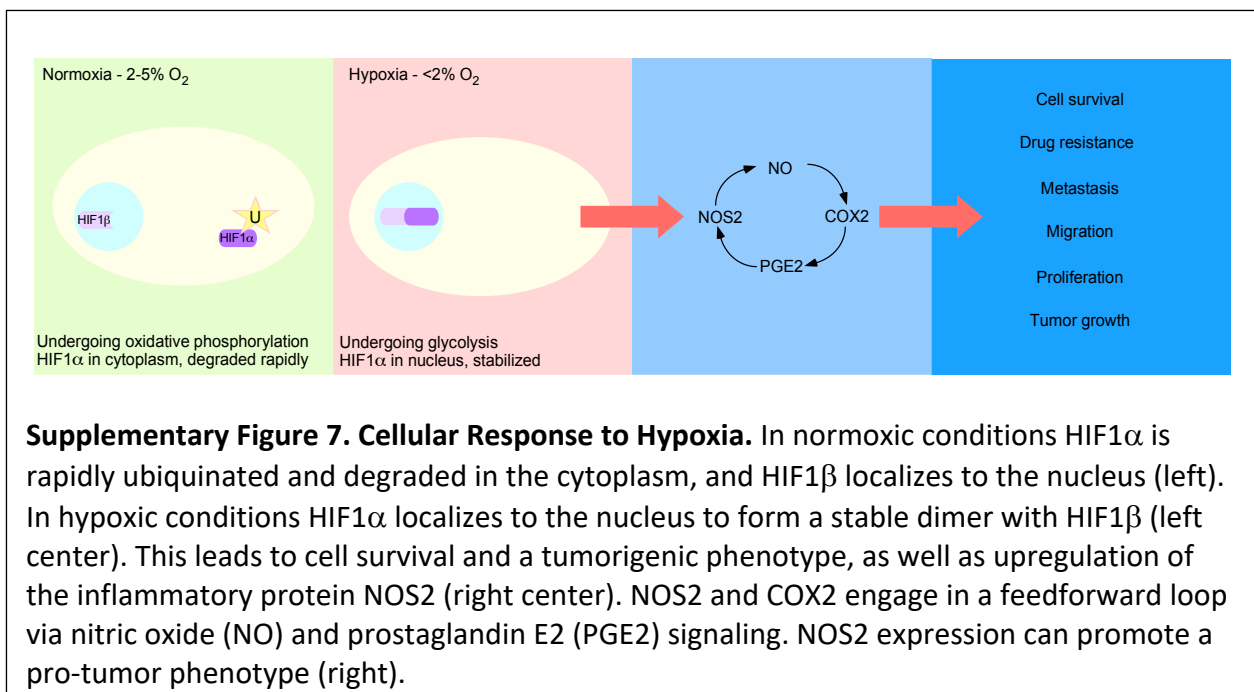 Normoxia - 2-5% O₂
HIF1β
U
HIF1α
Undergoing oxidative phosphorylation
HIF1α in cytoplasm, degraded rapidly
Hypoxia - <2% O₂
Undergoing glycolysis
HIF1α in nucleus, stabilized
NO
NOS2
COX2
PGE2
Cell survival
Drug resistance
Metastasis
Migration
Proliferation
Tumor growth
Supplementary Figure 7. Cellular Response to Hypoxia. In normoxic conditions HIF1α is
rapidly ubiquinated and degraded in the cytoplasm, and HIF1β localizes to the nucleus (left).
In hypoxic conditions HIF1α localizes to the nucleus to form a stable dimer with HIF1β (left
center). This leads to cell survival and a tumorigenic phenotype, as well as upregulation of
the inflammatory protein NOS2 (right center). NOS2 and COX2 engage in a feedforward loop
via nitric oxide (NO) and prostaglandin E2 (PGE2) signaling. NOS2 expression can promote a
pro-tumor phenotype (right).